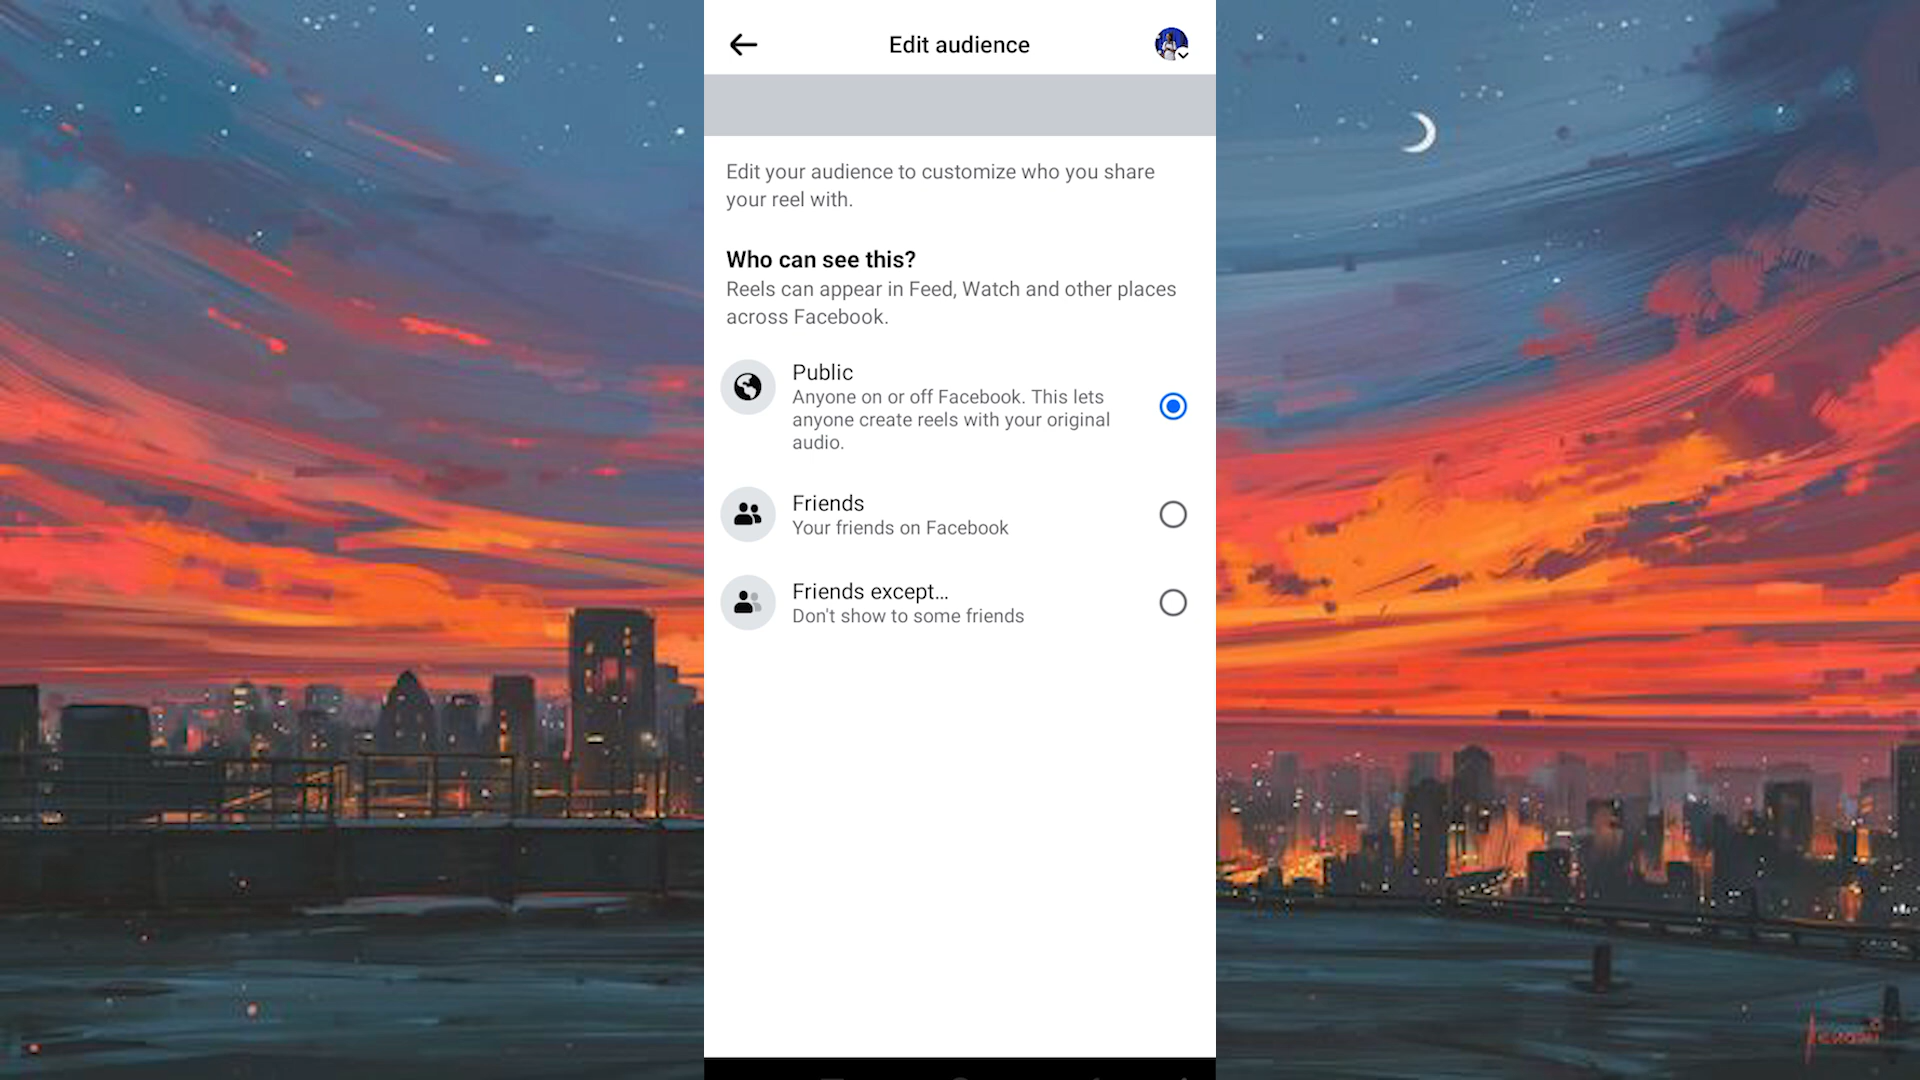 Edit audience
Edit your audience to customize who you share
your reel with.
Who can see this?
Reels can appear in Feed, Watch and other places
across Facebook.
Public
Anyone on or off Facebook. This lets
anyone create reels with your original
audio.
Friends
Your friends on Facebook
Friends except...
Don't show to some friends